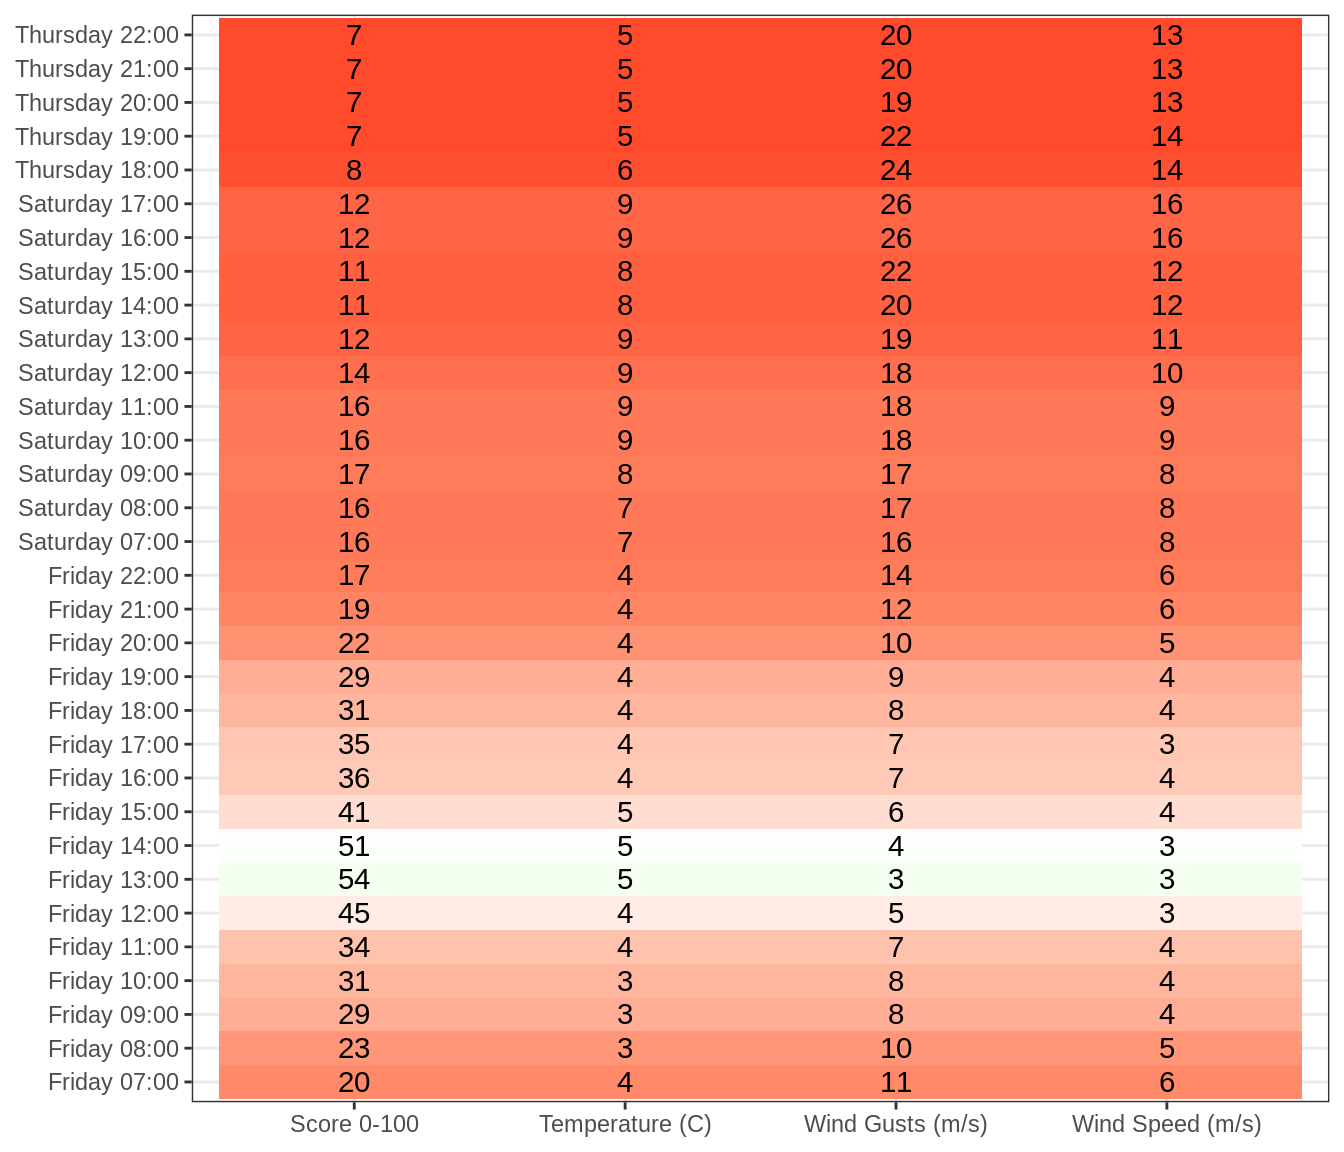 Thursday 22:00 7 5 20 13
Thursday 21:00 7 5 20 13
Thursday 20:00 7 5 19 13
Thursday 19:00 7 5 22 14
Thursday 18:00 8 6 24 14
Saturday 17:00 12 9 26 16
Saturday 16:00 12 9 26 16
Saturday 15:00 11 8 22 12
Saturday 14:00 11 8 20 12
Saturday 13:00 12 9 19 11
Saturday 12:00 14 9 18 10
Saturday 11:00 16 9 18 9
Saturday 10:00 16 9 18 9
Saturday 09:00 17 8 17 8
Saturday 08:00 16 7 17 8
Saturday 07:00 16 7 16 8
Friday 22:00 17 4 14 6
Friday 21:00 19 4 12 6
Friday 20:00 22 4 10 5
Friday 19:00 29 4 9 4
Friday 18:00 31 4 8 4
Friday 17:00 35 4 7 3
Friday 16:00 36 4 7 4
Friday 15:00 41 5 6 4
Friday 14:00 51 5 4 3
Friday 13:00 54 5 3 3
Friday 12:00 45 4 5 3
Friday 11:00 34 4 7 4
Friday 10:00 31 3 8 4
Friday 09:00 29 3 8 4
Friday 08:00 23 3 10 5
Friday 07:00 20 4 11 6
Score 0-100 Temperature (C) Wind Gusts (m/s) Wind Speed (m/s)